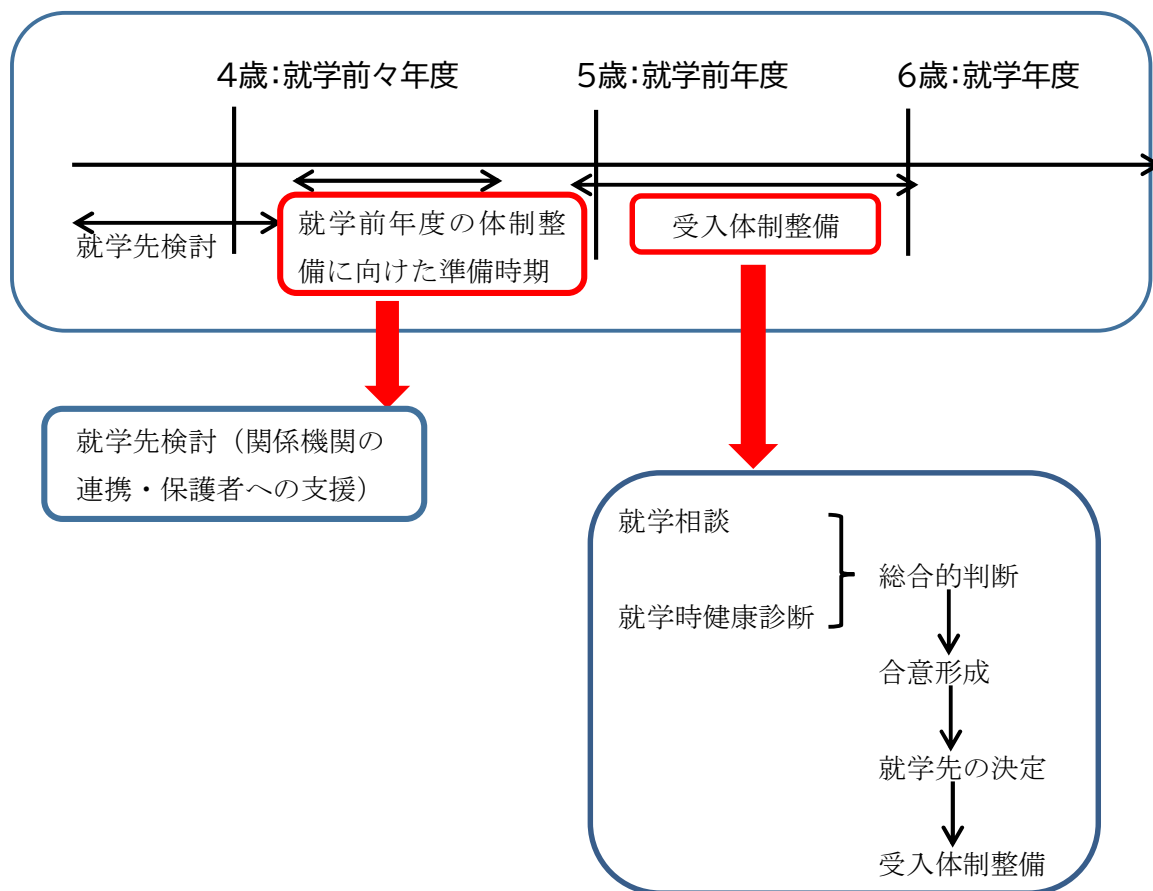 4歳：就学前々年度
5歳：就学前年度
6歳：就学年度
就学先検討
就学前年度の体制整
備に向けた準備時期
受入体制整備
就学先検討（関係機関の
連携・保護者への支援）
就学相談
就学時健康診断
総合的判断
合意形成
就学先の決定
受入体制整備